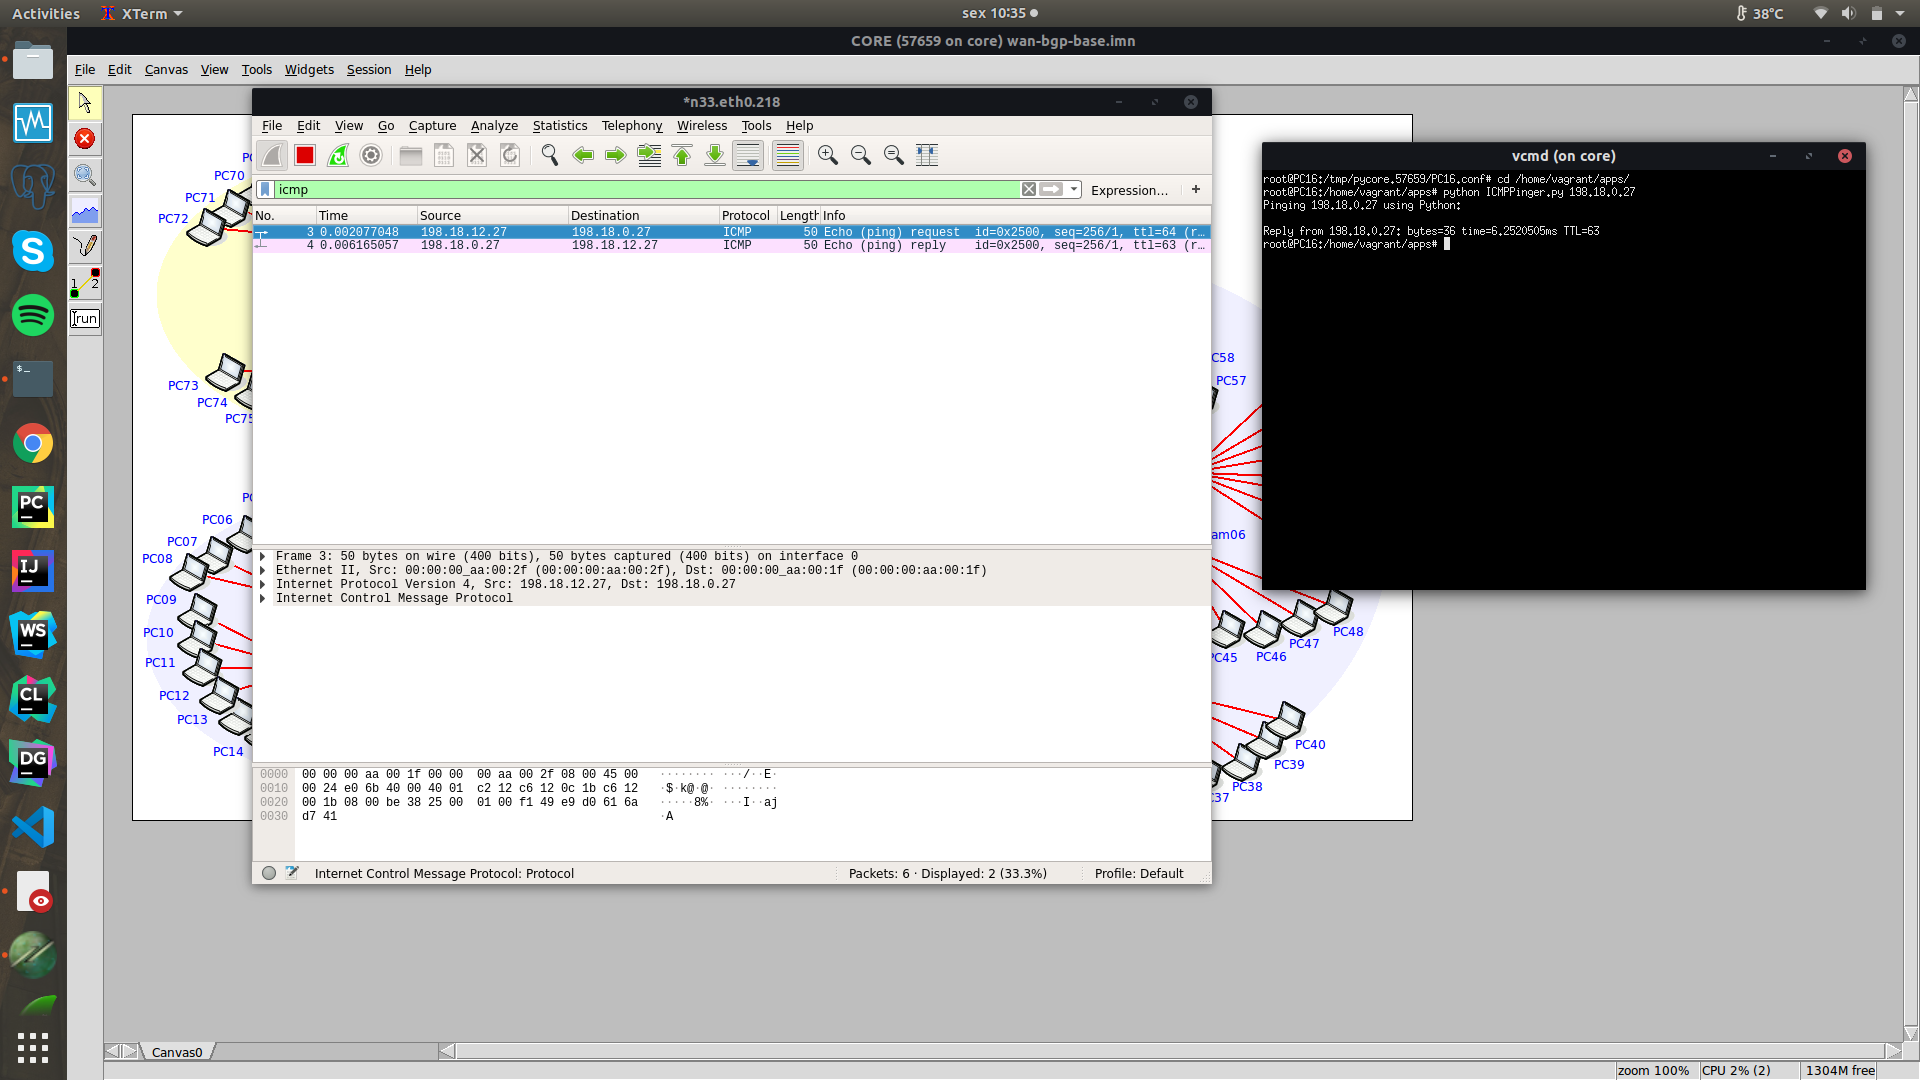 Activities XTerm sex 10:35 38°C
CORE (57659 on core) wan-bgp-base.imn
File Edit Canvas View Tools Widgets Session Help
*n33.eth0.218
File Edit View Go Capture Analyze Statistics Telephony Wireless Tools Help
icmp Expression… +
No. Time Source Destination Protocol Length Info
3 0.002077048 198.18.12.27 198.18.0.27 ICMP 50 Echo (ping) request id=0x2500, seq=256/1, ttl=64 (r…
4 0.006165057 198.18.0.27 198.18.12.27 ICMP 50 Echo (ping) reply id=0x2500, seq=256/1, ttl=63 (r…
Frame 3: 50 bytes on wire (400 bits), 50 bytes captured (400 bits) on interface 0
Ethernet II, Src: 00:00:00_aa:00:2f (00:00:00:aa:00:2f), Dst: 00:00:00_aa:00:1f (00:00:00:aa:00:1f)
Internet Protocol Version 4, Src: 198.18.12.27, Dst: 198.18.0.27
Internet Control Message Protocol
0000 00 00 00 aa 00 1f 00 00 00 aa 00 2f 08 00 45 00 ········ ···/··E·
0010 00 24 e0 6b 40 00 40 01 c2 12 c6 12 0c 1b c6 12 ·$·k@·@· ········
0020 00 1b 08 00 be 38 25 00 01 00 f1 49 e9 d0 61 6a ·····8%· ···I··aj
0030 d7 41 ·A
Internet Control Message Protocol: Protocol Packets: 6 · Displayed: 2 (33.3%) Profile: Default
vcmd (on core)
root@PC16:/tmp/pycore.57659/PC16.conf# cd /home/vagrant/apps/
root@PC16:/home/vagrant/apps# python ICMPPinger.py 198.18.0.27
Pinging 198.18.0.27 using Python:
Reply from 198.18.0.27: bytes=36 time=6.2520505ms TTL=63
root@PC16:/home/vagrant/apps#
1 2
run
$_
PC
IJ
WS
CL
DG
PC70
PC71
PC72
PC73
PC74
PC75
PC06
PC07
PC08
PC09
PC10
PC11
PC12
PC13
PC14
C58
PC57
am06
PC48
PC47
PC46
PC45
PC40
PC39
PC38
C37
Canvas0
zoom 100% CPU 2% (2) 1304M free